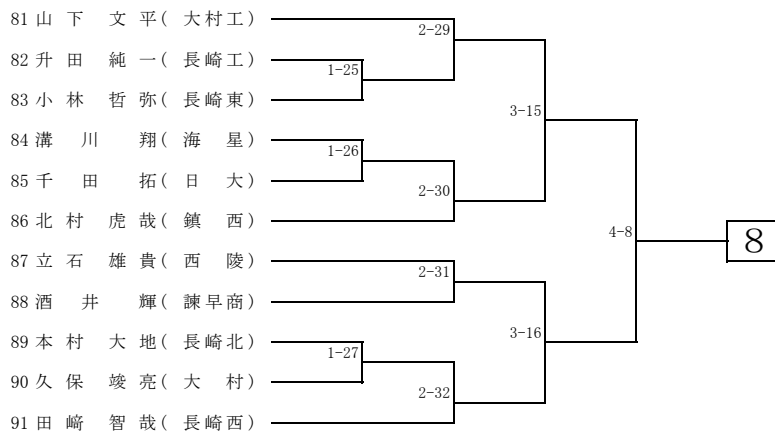 81 山下 文平( 大村工)
2-29
82 升田 純一( 長崎工)
1-25
83 小林 哲弥( 長崎東)
3-15
84 溝川 翔( 海星)
1-26
85 千田 拓( 日大)
2-30
86 北村 虎哉( 鎮西)
4-8
8
87 立石 雄貴( 西陵)
2-31
88 酒井 輝( 諫早商)
3-16
89 本村 大地( 長崎北)
1-27
90 久保 竣亮( 大村)
2-32
91 田﨑 智哉( 長崎西)